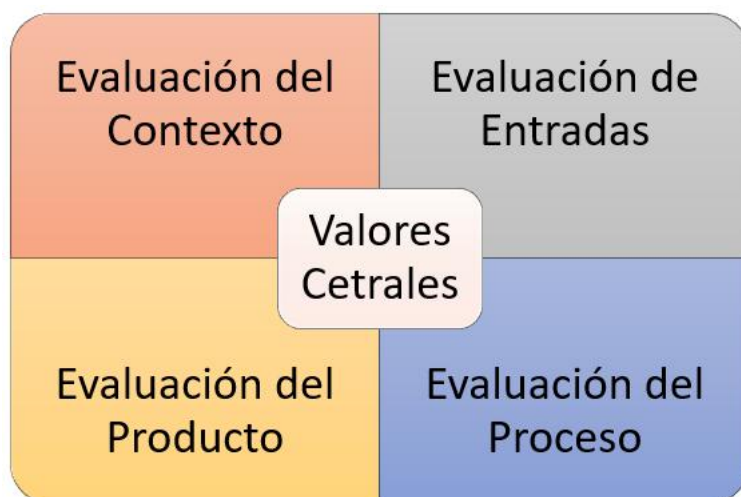 Evaluación del
Contexto
Evaluación de
Entradas
Valores
Cetrales
Evaluación del
Producto
Evaluación del
Proceso